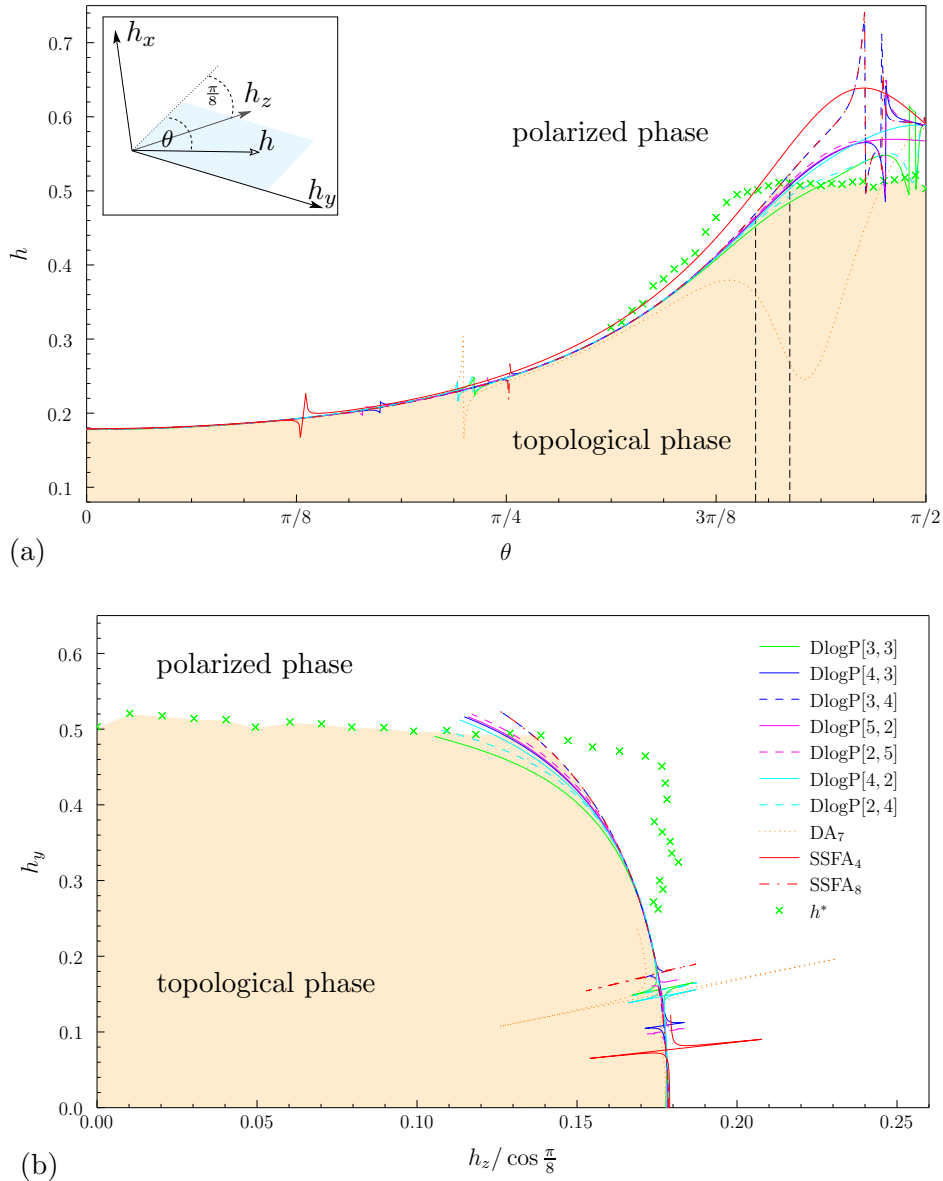 0.7
0.6
0.5
0.4
0.3
0.2
0.1
h
h_x
π/8
h_z
θ
h
h_y
polarized phase
topological phase
0
π/8
π/4
3π/8
π/2
(a)
θ
0.6
0.5
0.4
0.3
0.2
0.1
0.0
h_y
polarized phase
topological phase
DlogP[3, 3]
DlogP[4, 3]
DlogP[3, 4]
DlogP[5, 2]
DlogP[2, 5]
DlogP[4, 2]
DlogP[2, 4]
DA₇
SSFA₄
SSFA₈
h*
0.00
0.05
0.10
0.15
0.20
0.25
(b)
h_z/ cos π/8